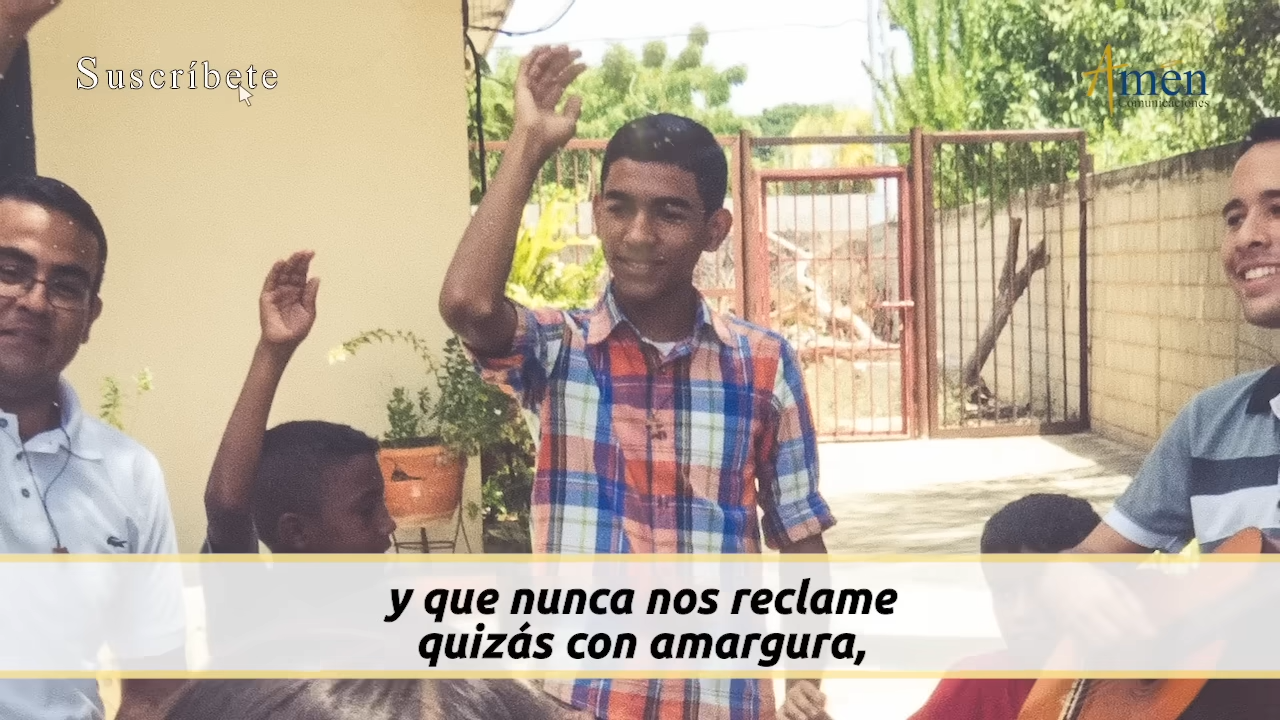 Suscríbete
Amén
Comunicaciones
y que nunca nos reclame
quizás con amargura,